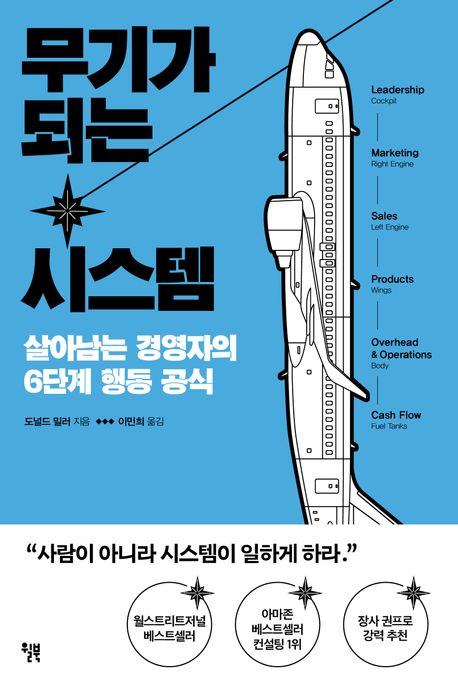 무기가
되는
시스템
살아남는 경영자의
6단계 행동 공식
도널드 밀러 지음 ◆◆◆ 이민희 옮김
Leadership
Cockpit
Marketing
Right Engine
Sales
Left Engine
Products
Wings
Overhead
& Operations
Body
Cash Flow
Fuel Tanks
“사람이 아니라 시스템이 일하게 하라.”
월스트리트저널
베스트셀러
아마존
베스트셀러
컨설팅 1위
장사 권프로
강력 추천
윌북